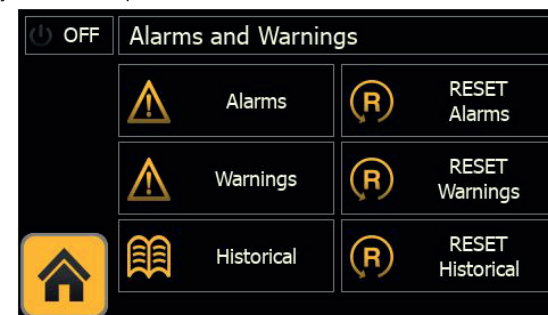 OFF
Alarms and Warnings
Alarms
R
RESET
Alarms
Warnings
R
RESET
Warnings
Historical
R
RESET
Historical